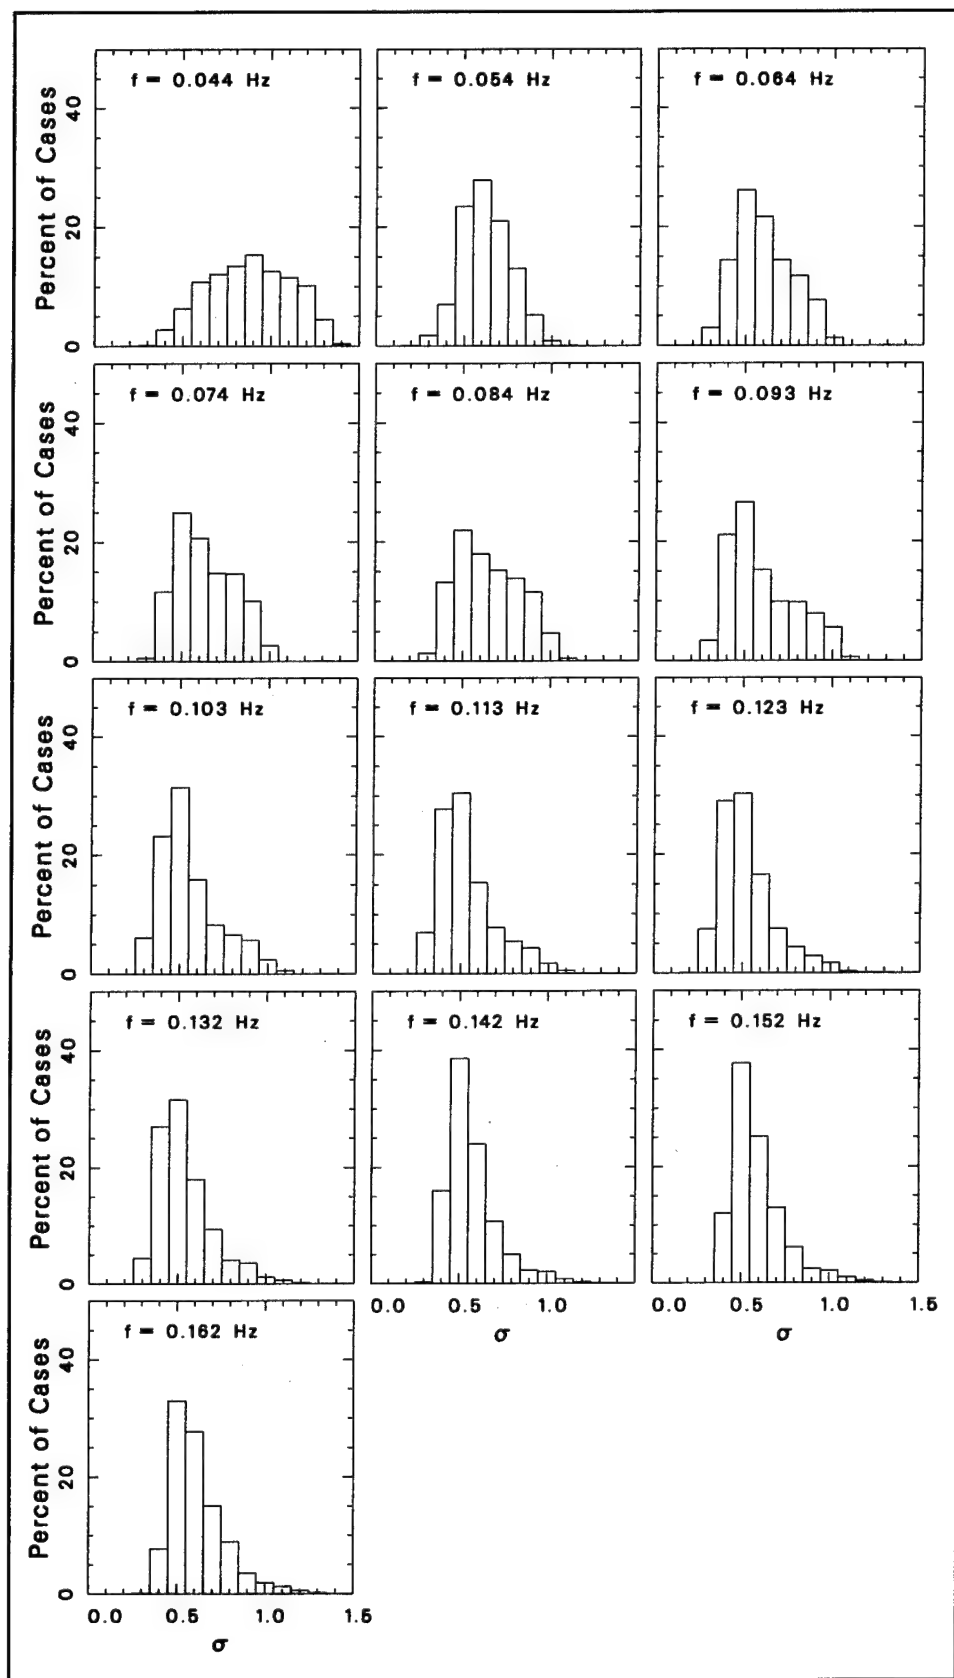 f = 0.044 Hz
f = 0.054 Hz
f = 0.064 Hz
Percent of Cases
40
20
0
f = 0.074 Hz
f = 0.084 Hz
f = 0.093 Hz
Percent of Cases
40
20
0
f = 0.103 Hz
f = 0.113 Hz
f = 0.123 Hz
Percent of Cases
40
20
0
f = 0.132 Hz
f = 0.142 Hz
f = 0.152 Hz
Percent of Cases
40
20
0
0.0 0.5 1.0
σ
0.0 0.5 1.0 1.5
σ
f = 0.162 Hz
Percent of Cases
40
20
0
0.0 0.5 1.0 1.5
σ